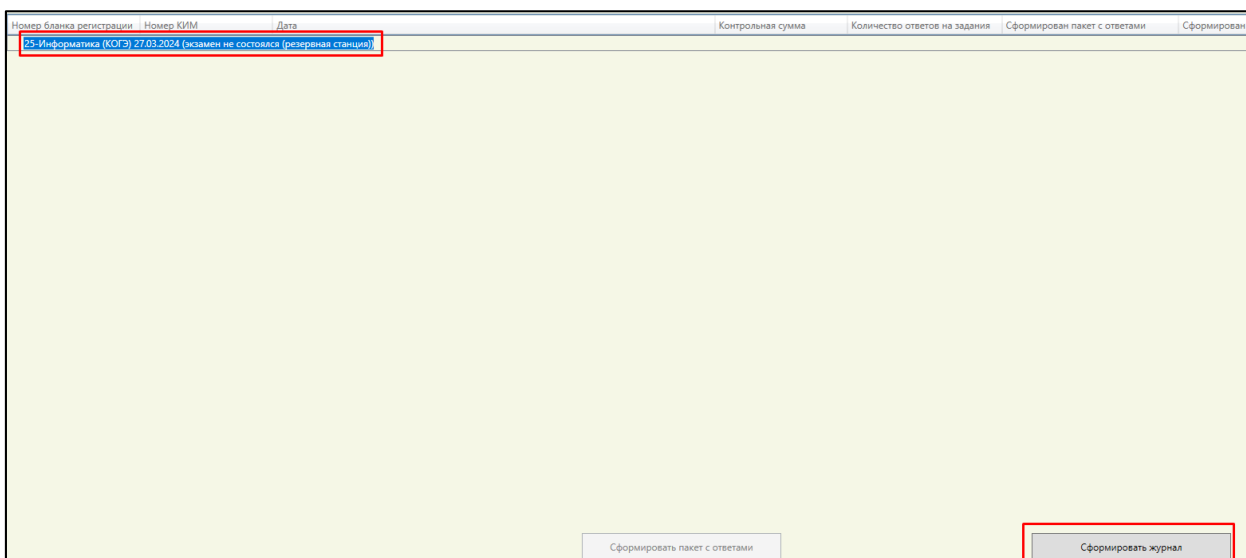 Номер бланка регистрации Номер КИМ Дата Контрольная сумма Количество ответов на задания Сформирован пакет с ответами Сформирован
25-Информатика (КОГЭ) 27.03.2024 (экзамен не состоялся (резервная станция))
Сформировать пакет с ответами Сформировать журнал